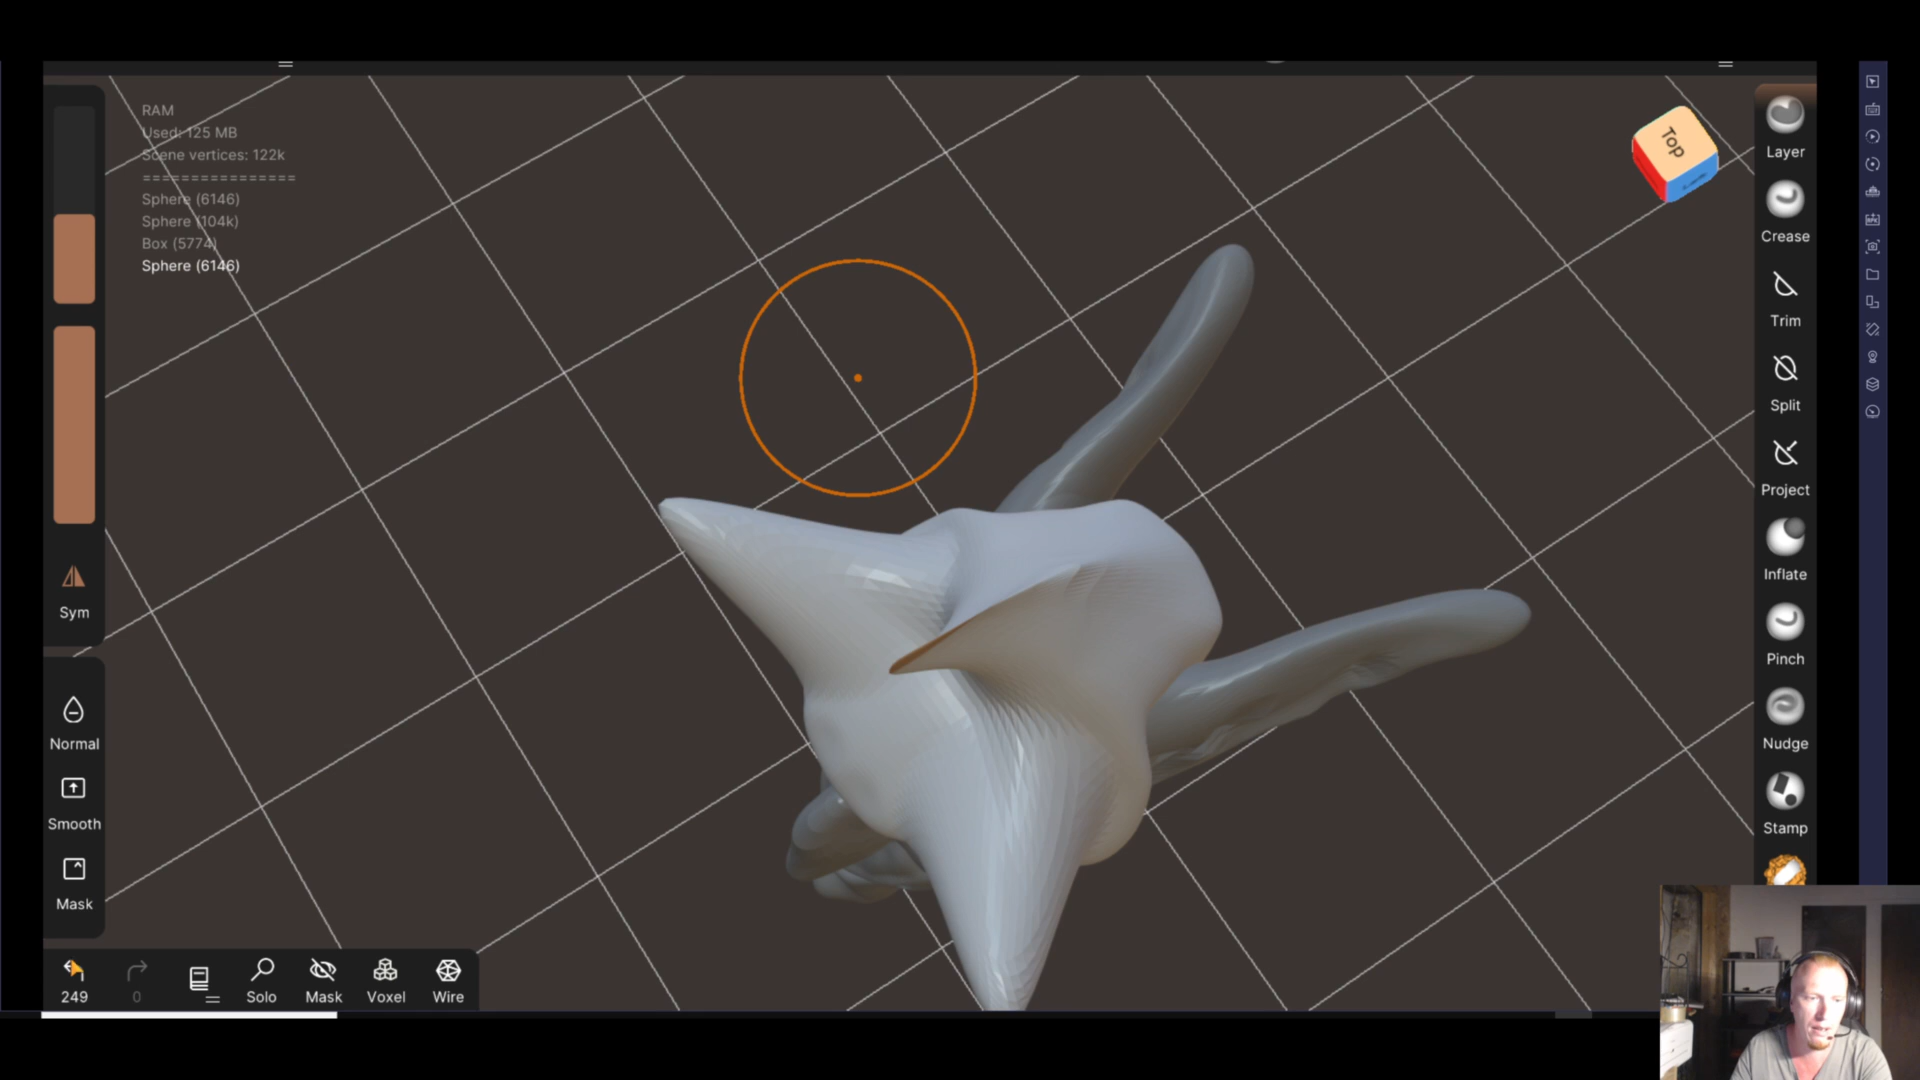 RAM
Used: 125 MB
Scene vertices: 122k
===============
Sphere (6146)
Sphere (104k)
Box (5774)
Sphere (6146)
Top
Layer
Crease
Trim
Split
Project
Inflate
Pinch
Nudge
Stamp
Sym
Normal
Smooth
Mask
249
0
Solo
Mask
Voxel
Wire